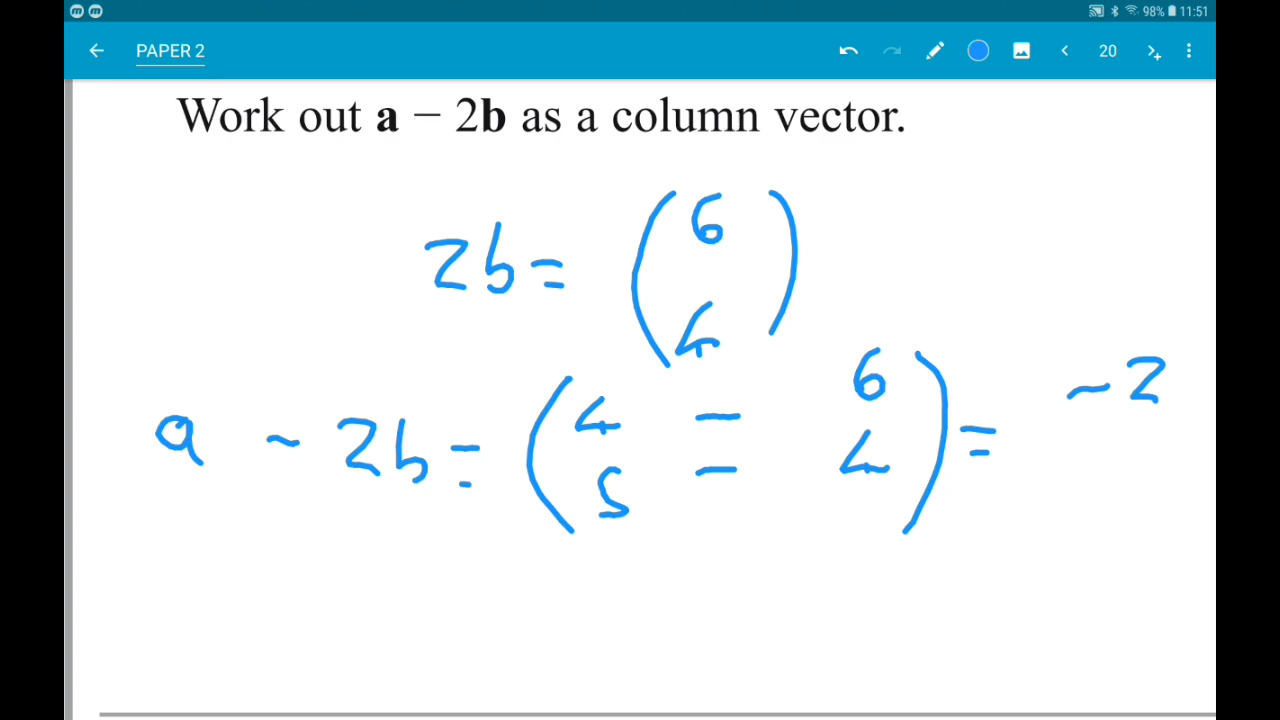 98% 11:51
PAPER 2
20
Work out a − 2b as a column vector.
2b = ( 6
4 )
a - 2b = ( 4 - 6
5 - 4 ) = -2